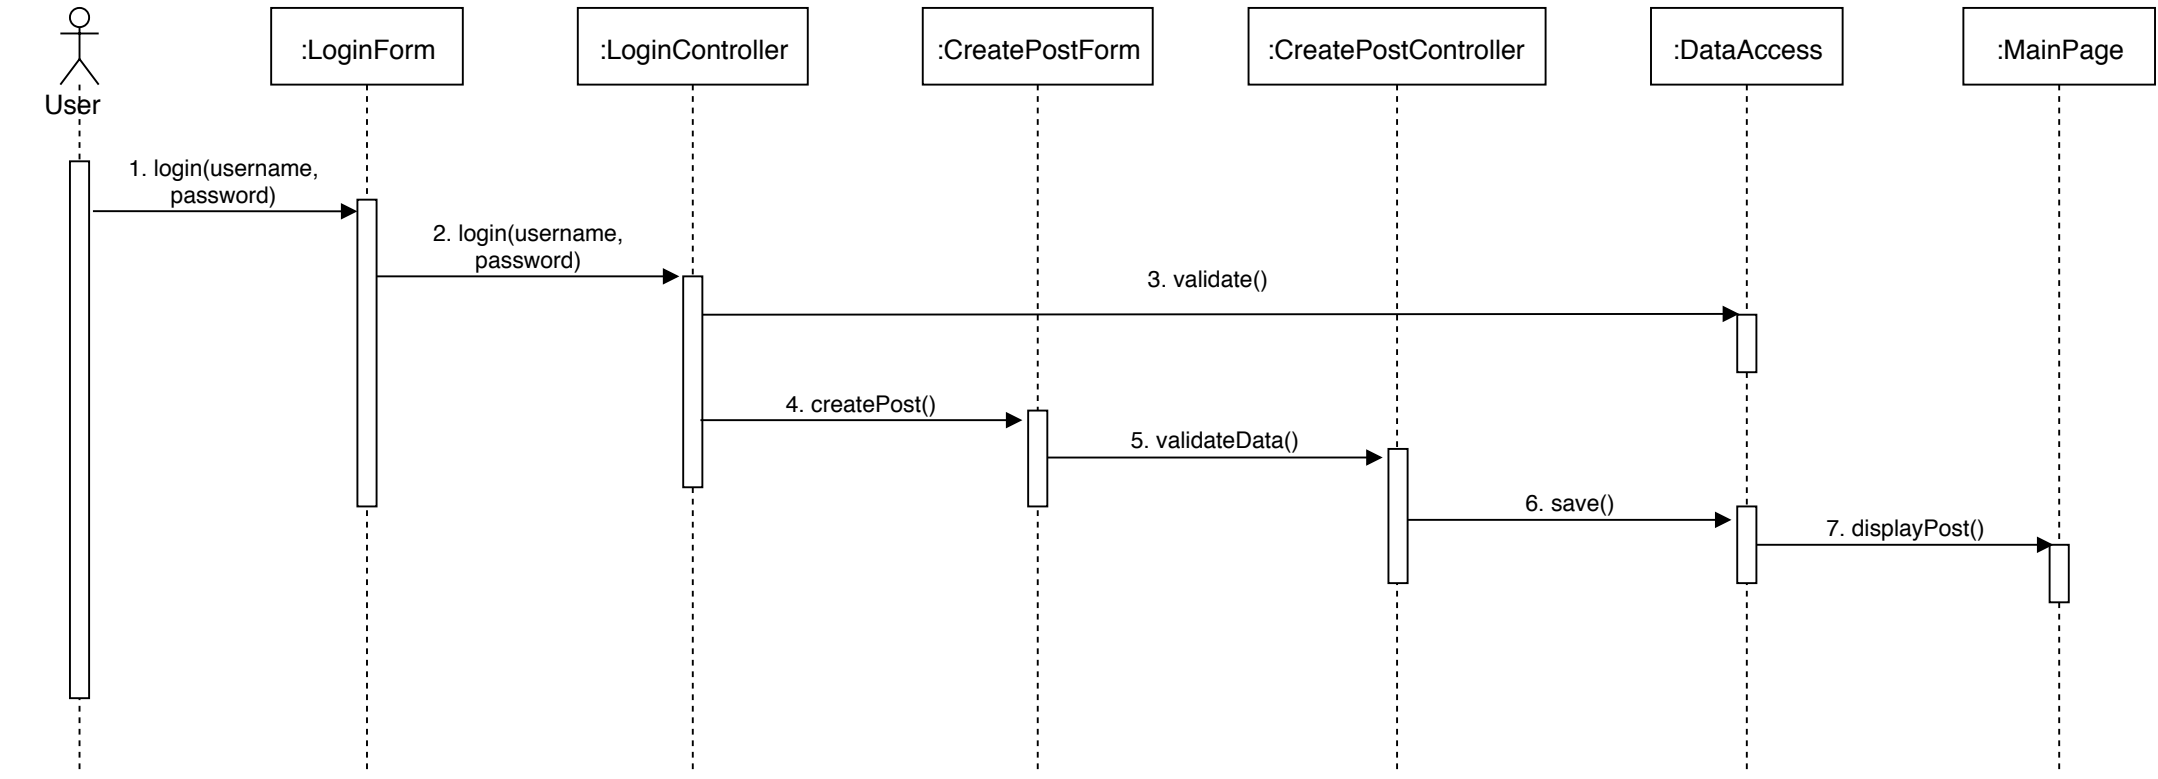 :LoginForm
:LoginController
:CreatePostForm
:CreatePostController
:DataAccess
:MainPage
User
1. login(username,
password)
2. login(username,
password)
3. validate()
4. createPost()
5. validateData()
6. save()
7. displayPost()